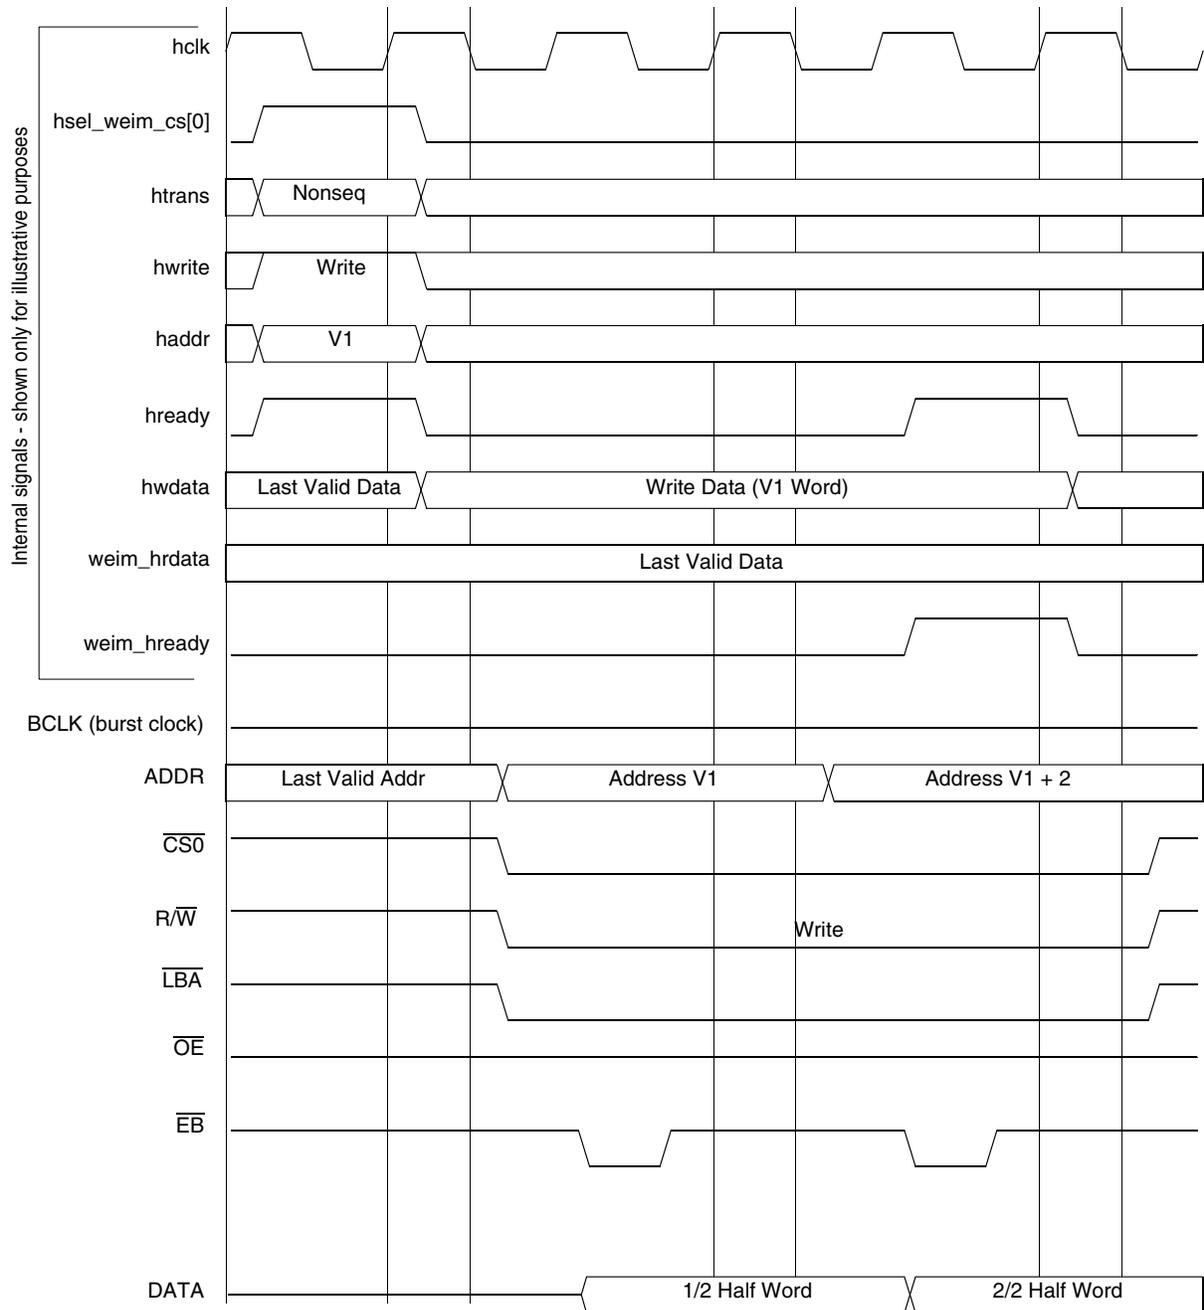 Internal signals - shown only for illustrative purposes
hclk
hsel_weim_cs[0]
htrans
Nonseq
hwrite
Write
haddr
V1
hready
hwdata
Last Valid Data
Write Data (V1 Word)
weim_hrdata
Last Valid Data
weim_hready
BCLK (burst clock)
ADDR
Last Valid Addr
Address V1
Address V1 + 2
CS0
R/W
Write
LBA
OE
EB
DATA
1/2 Half Word
2/2 Half Word